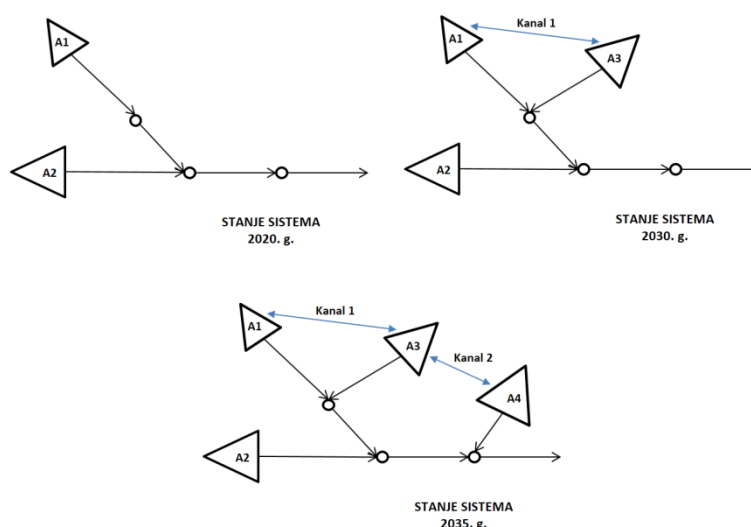 A1
A2
STANJE SISTEMA
2020. g.
A1
Kanal 1
A3
A2
STANJE SISTEMA
2030. g.
A1
Kanal 1
A3
Kanal 2
A4
A2
STANJE SISTEMA
2035. g.